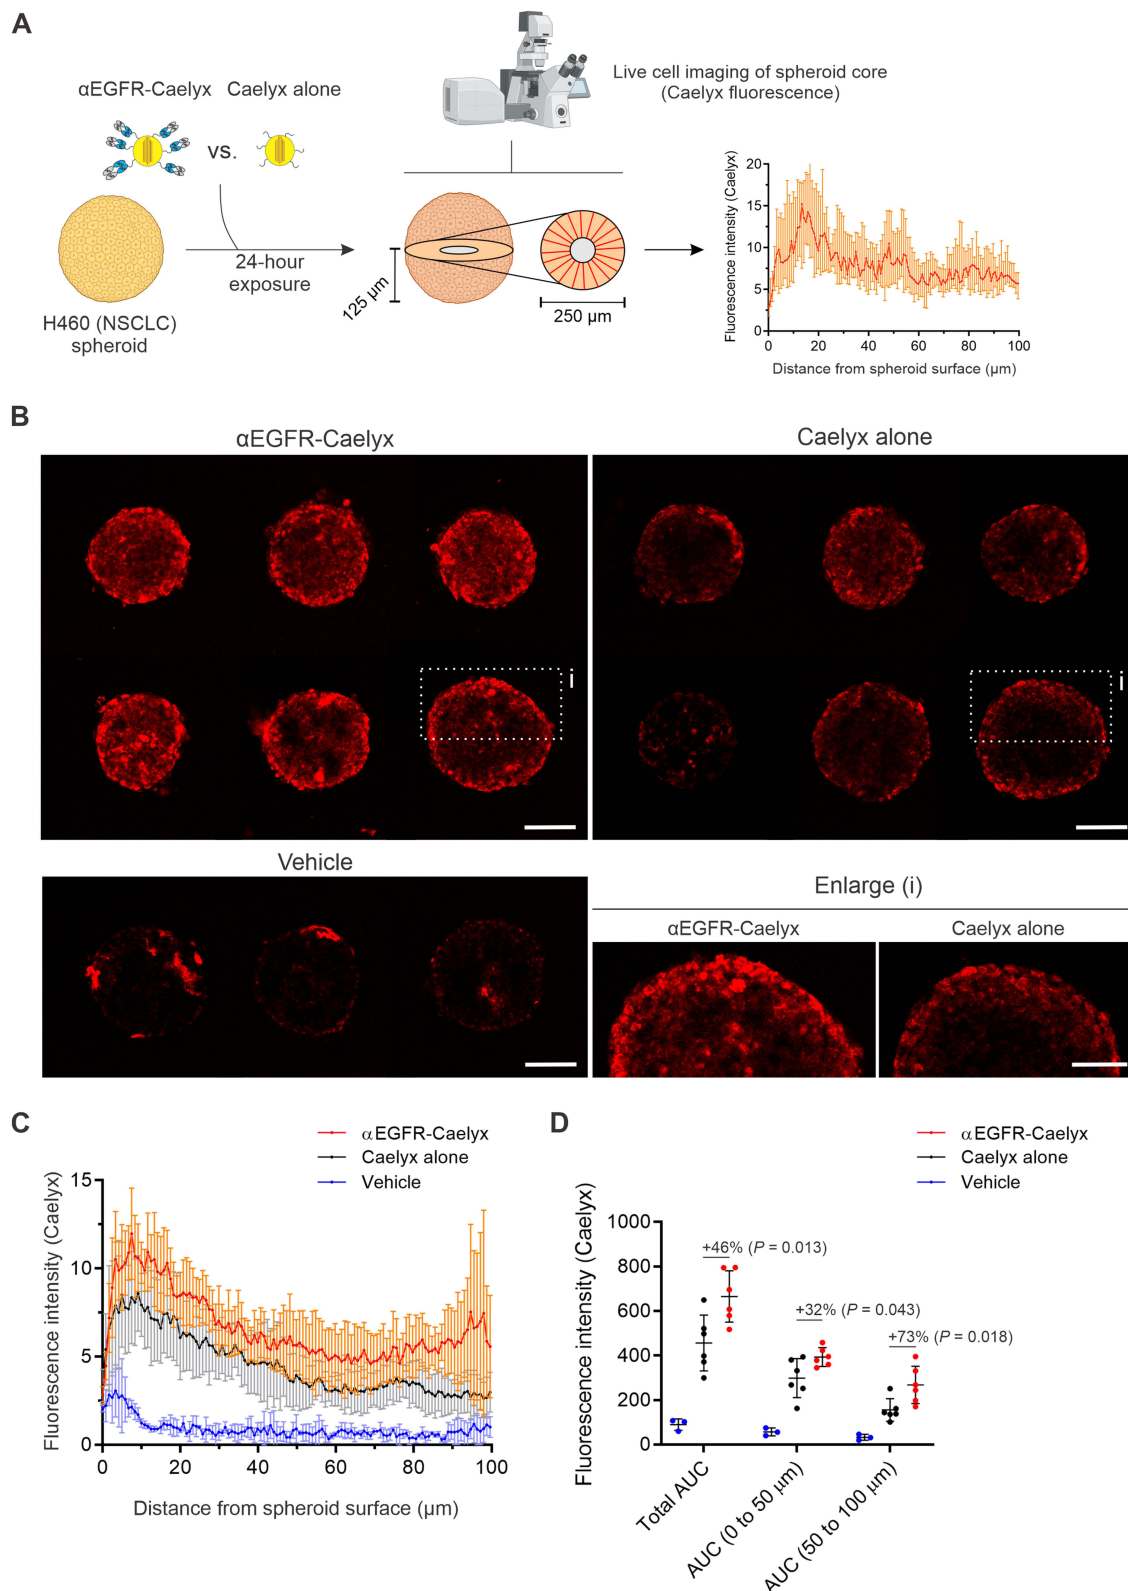 A
αEGFR-Caelyx
Caelyx alone
vs.
Live cell imaging of spheroid core
(Caelyx fluorescence)
24-hour
exposure
H460 (NSCLC)
spheroid
125 µm
250 µm
Fluorescence intensity (Caelyx)
20
15
10
5
0
0 20 40 60 80 100
Distance from spheroid surface (µm)
B
αEGFR-Caelyx
Caelyx alone
i
i
Vehicle
Enlarge (i)
αEGFR-Caelyx
Caelyx alone
C
αEGFR-Caelyx
Caelyx alone
Vehicle
Fluorescence intensity (Caelyx)
15
10
5
0
0 20 40 60 80 100
Distance from spheroid surface (µm)
D
αEGFR-Caelyx
Caelyx alone
Vehicle
Fluorescence intensity (Caelyx)
1000
800
600
400
200
0
+46% (P = 0.013)
+32% (P = 0.043)
+73% (P = 0.018)
Total AUC
AUC (0 to 50 µm)
AUC (50 to 100 µm)